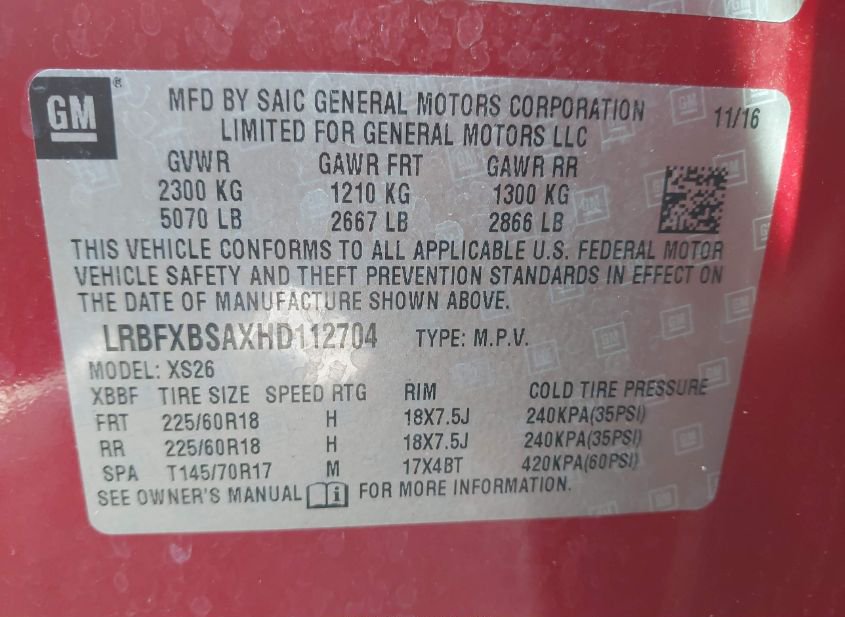 GM ®
MFD BY SAIC GENERAL MOTORS CORPORATION 11/16
LIMITED FOR GENERAL MOTORS LLC
GVWR GAWR FRT GAWR RR
2300 KG 1210 KG 1300 KG
5070 LB 2667 LB 2866 LB
THIS VEHICLE CONFORMS TO ALL APPLICABLE U.S. FEDERAL MOTOR
VEHICLE SAFETY AND THEFT PREVENTION STANDARDS IN EFFECT ON
THE DATE OF MANUFACTURE SHOWN ABOVE.
LRBFXBSAXHD112704 TYPE: M.P.V.
MODEL: XS26
XBBF TIRE SIZE SPEED RTG RIM COLD TIRE PRESSURE
FRT 225/60R18 H 18X7.5J 240KPA(35PSI)
RR 225/60R18 H 18X7.5J 240KPA(35PSI)
SPA T145/70R17 M 17X4BT 420KPA(60PSI)
SEE OWNER'S MANUAL i FOR MORE INFORMATION.